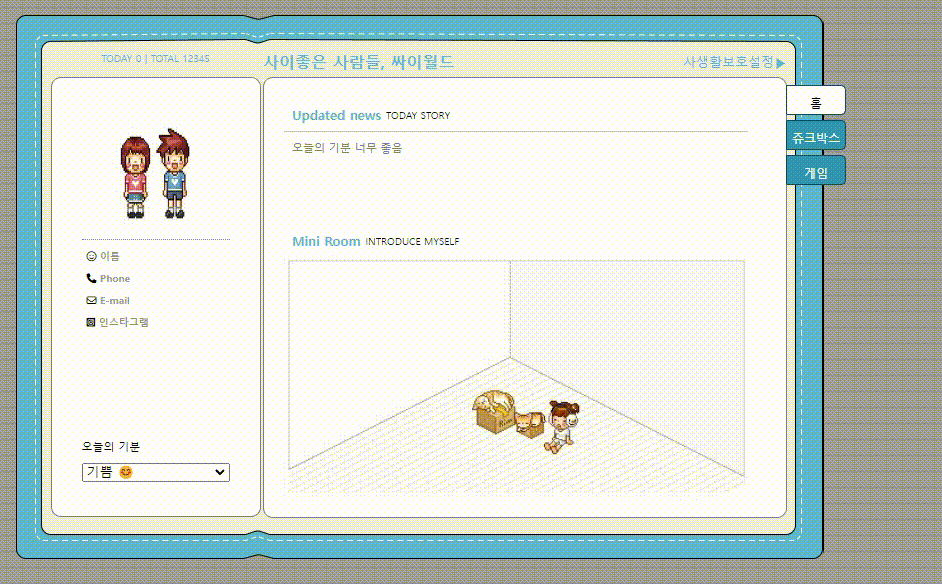 TODAY 0 | TOTAL 12345
사이좋은 사람들, 싸이월드
사생활보호설정▶
이름
Phone
E-mail
인스타그램
오늘의 기분
기쁨 😊
Updated news TODAY STORY
오늘의 기분 너무 좋음
Mini Room INTRODUCE MYSELF
홈
쥬크박스
게임